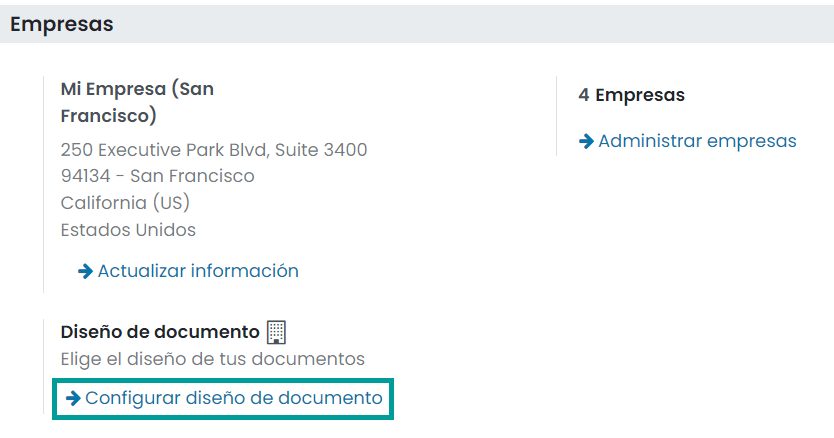 Empresas
Mi Empresa (San
Francisco)
250 Executive Park Blvd, Suite 3400
94134 - San Francisco
California (US)
Estados Unidos
Actualizar información
4 Empresas
Administrar empresas
Diseño de documento
Elige el diseño de tus documentos
Configurar diseño de documento